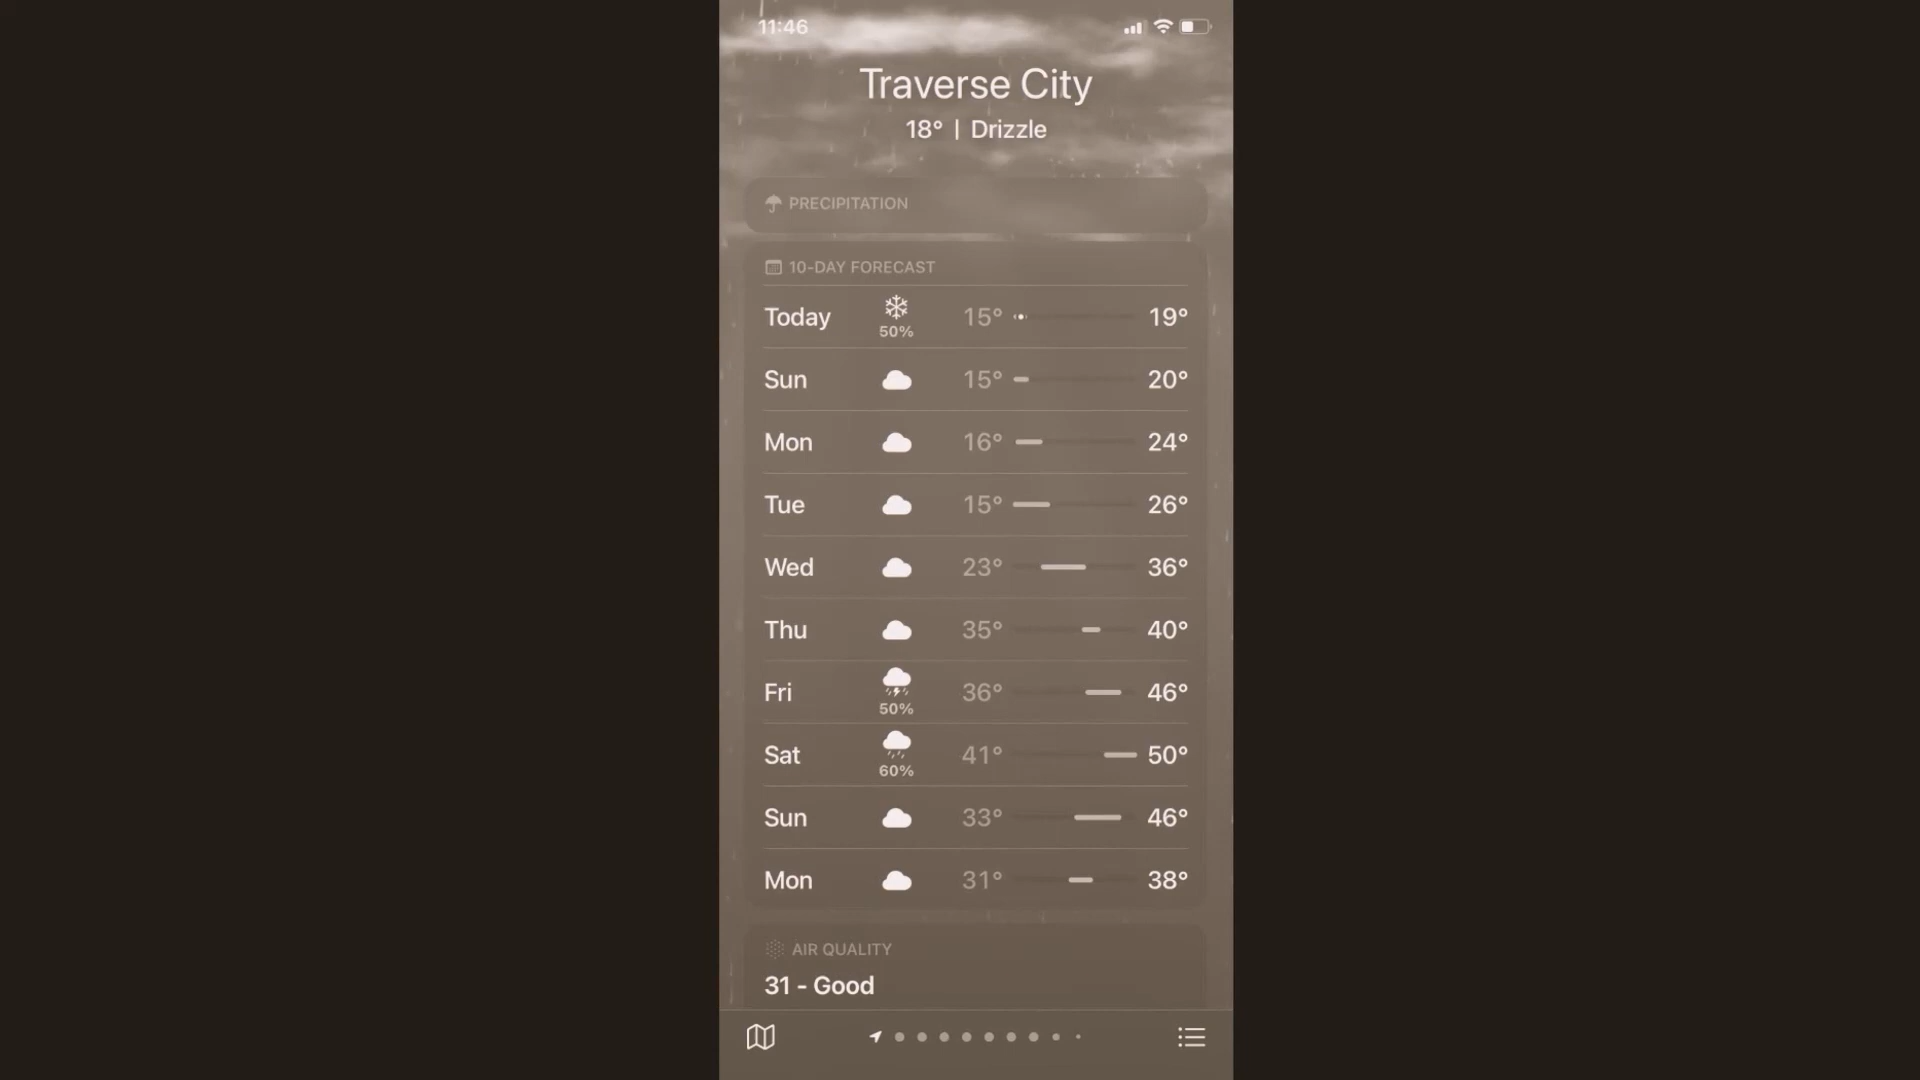 11:46
Traverse City
18° | Drizzle
PRECIPITATION
10-DAY FORECAST
Today 50% 15° 19°
Sun 15° 20°
Mon 16° 24°
Tue 15° 26°
Wed 23° 36°
Thu 35° 40°
Fri 50% 36° 46°
Sat 60% 41° 50°
Sun 33° 46°
Mon 31° 38°
AIR QUALITY
31 - Good